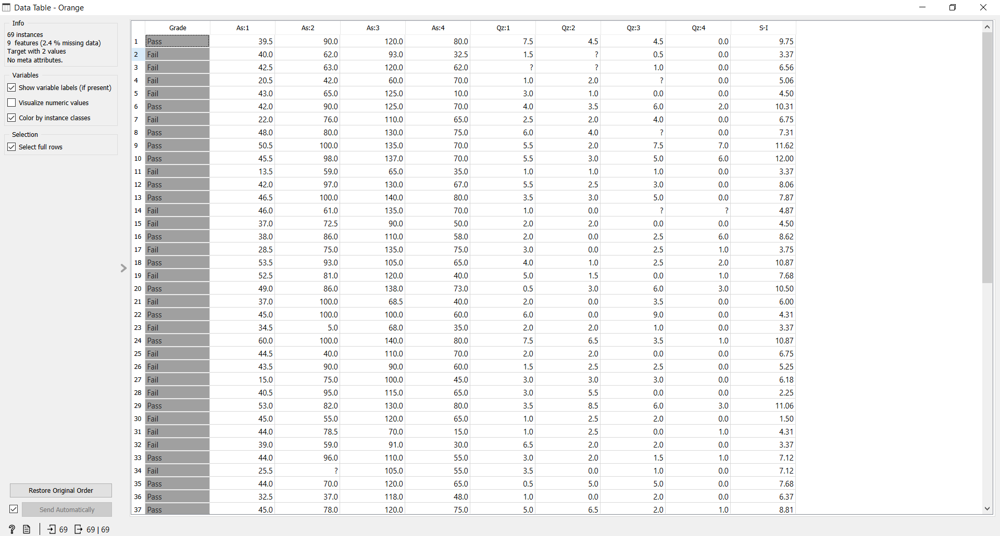 Data Table - Orange
Info
69 instances
9 features (2.4 % missing data)
Target with 2 values
No meta attributes.
Variables
Show variable labels (if present)
Visualize numeric values
Color by instance classes
Selection
Select full rows
Grade As:1 As:2 As:3 As:4 Qz:1 Qz:2 Qz:3 Qz:4 S-I
1 Pass 39.5 90.0 120.0 80.0 7.5 4.5 4.5 0.0 9.75
2 Fail 40.0 62.0 93.0 32.5 1.5 ? 0.5 0.0 3.37
3 Fail 42.5 63.0 120.0 62.0 ? ? 1.0 0.0 6.56
4 Fail 20.5 42.0 60.0 70.0 1.0 2.0 ? 0.0 5.06
5 Fail 43.0 65.0 125.0 10.0 3.0 1.0 0.0 0.0 4.50
6 Pass 42.0 90.0 125.0 70.0 4.0 3.5 6.0 2.0 10.31
7 Fail 22.0 76.0 110.0 65.0 2.5 2.0 4.0 0.0 6.75
8 Pass 48.0 80.0 130.0 75.0 6.0 4.0 ? 0.0 7.31
9 Pass 50.5 100.0 135.0 70.0 5.5 2.0 7.5 7.0 11.62
10 Pass 45.5 98.0 137.0 70.0 5.5 3.0 5.0 6.0 12.00
11 Fail 13.5 59.0 65.0 35.0 1.0 1.0 1.0 0.0 3.37
12 Pass 42.0 97.0 130.0 67.0 5.5 2.5 3.0 0.0 8.06
13 Pass 46.5 100.0 140.0 80.0 3.5 3.0 5.0 0.0 7.87
14 Fail 46.0 61.0 135.0 70.0 1.0 0.0 ? ? 4.87
15 Fail 37.0 72.5 90.0 50.0 2.0 2.0 0.0 0.0 4.50
16 Pass 38.0 86.0 110.0 58.0 2.0 0.0 2.5 6.0 8.62
17 Fail 28.5 75.0 135.0 75.0 3.0 0.0 2.5 1.0 3.75
18 Pass 53.5 93.0 105.0 65.0 4.0 1.0 2.5 2.0 10.87
19 Fail 52.5 81.0 120.0 40.0 5.0 1.5 0.0 1.0 7.68
20 Pass 49.0 86.0 138.0 73.0 0.5 3.0 6.0 3.0 10.50
21 Fail 37.0 100.0 68.5 40.0 2.0 0.0 3.5 0.0 6.00
22 Pass 45.0 100.0 100.0 60.0 6.0 0.0 9.0 0.0 4.31
23 Fail 34.5 5.0 68.0 35.0 2.0 2.0 1.0 0.0 3.37
24 Pass 60.0 100.0 140.0 80.0 7.5 6.5 3.5 1.0 10.87
25 Fail 44.5 40.0 110.0 70.0 2.0 2.0 0.0 0.0 6.75
26 Fail 43.5 90.0 90.0 60.0 1.5 2.5 2.5 0.0 5.25
27 Fail 15.0 75.0 100.0 45.0 3.0 3.0 3.0 0.0 6.18
28 Fail 40.5 95.0 115.0 65.0 3.0 5.5 0.0 0.0 2.25
29 Pass 53.0 82.0 130.0 80.0 3.5 8.5 6.0 3.0 11.06
30 Fail 45.0 55.0 120.0 65.0 1.0 2.5 2.0 0.0 1.50
31 Fail 44.0 78.5 70.0 15.0 1.0 2.5 0.0 1.0 4.31
32 Fail 39.0 59.0 91.0 30.0 6.5 2.0 2.0 0.0 3.37
33 Pass 44.0 96.0 110.0 55.0 3.0 2.0 1.5 1.0 7.12
34 Fail 25.5 ? 105.0 55.0 3.5 0.0 1.0 0.0 7.12
35 Pass 44.0 70.0 120.0 65.0 0.5 5.0 5.0 0.0 7.68
36 Pass 32.5 37.0 118.0 48.0 1.0 0.0 2.0 0.0 6.37
37 Pass 45.0 78.0 120.0 75.0 5.0 6.5 2.0 1.0 8.81
Restore Original Order
Send Automatically
? 69 69 | 69